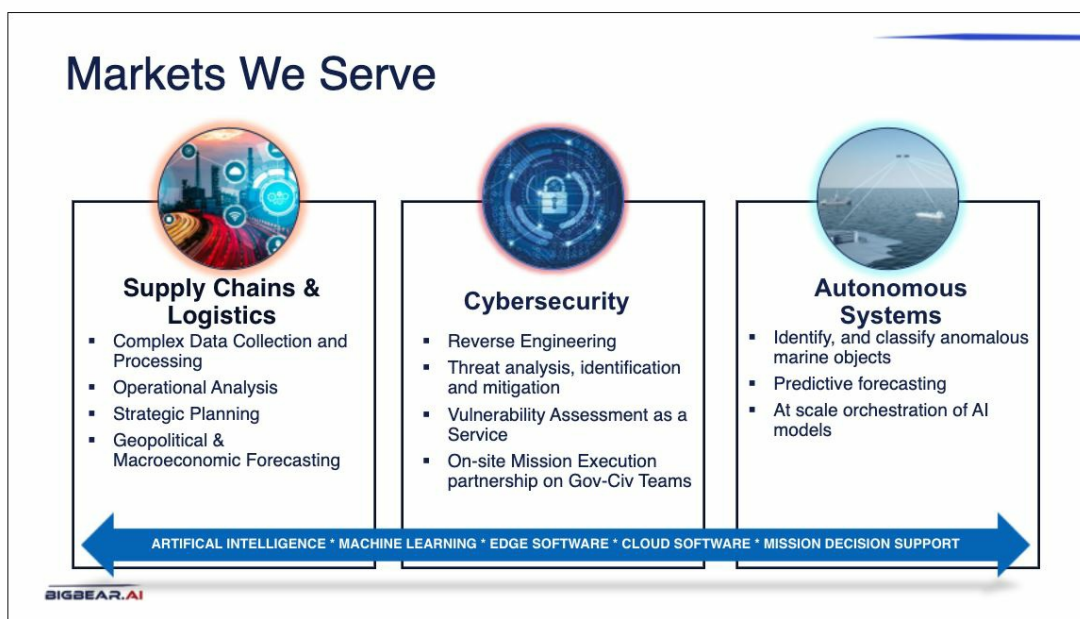 Markets We Serve
Supply Chains &
Logistics
▪ Complex Data Collection and
Processing
▪ Operational Analysis
▪ Strategic Planning
▪ Geopolitical &
Macroeconomic Forecasting
Cybersecurity
▪ Reverse Engineering
▪ Threat analysis, identification
and mitigation
▪ Vulnerability Assessment as a
Service
▪ On-site Mission Execution
partnership on Gov-Civ Teams
Autonomous
Systems
▪ Identify, and classify anomalous
marine objects
▪ Predictive forecasting
▪ At scale orchestration of AI
models
ARTIFICAL INTELLIGENCE * MACHINE LEARNING * EDGE SOFTWARE * CLOUD SOFTWARE * MISSION DECISION SUPPORT
BIGBEAR.AI